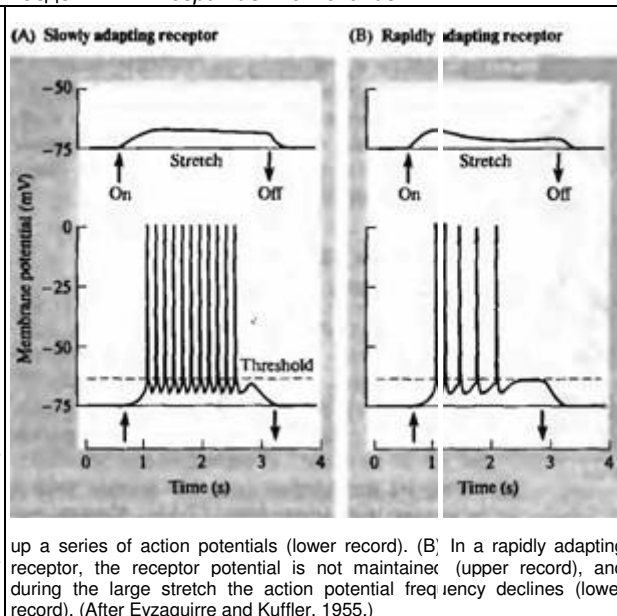 (A) Slowly adapting receptor
(B) Rapidly adapting receptor
Membrane potential (mV)
−50
−75
Stretch
On
Off
Stretch
On
Off
0
−25
−50
−75
Threshold
0
1
2
3
4
Time (s)
0
1
2
3
4
Time (s)
up a series of action potentials (lower record). (B) In a rapidly adapting
receptor, the receptor potential is not maintained (upper record), and
during the large stretch the action potential frequency declines (lower
record). (After Eyzaguirre and Kuffler, 1955.)